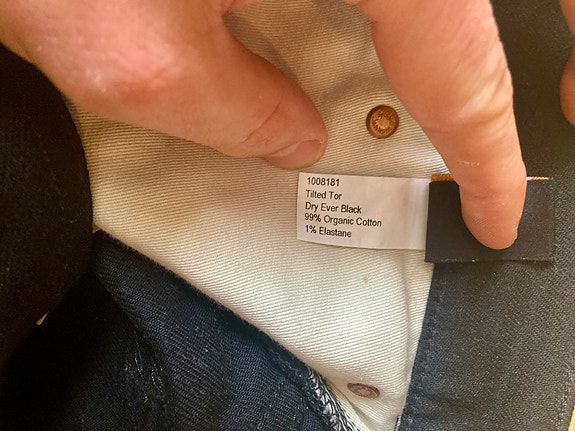 1008181
Tilted Tor
Dry Ever Black
99% Organic Cotton
1% Elastane